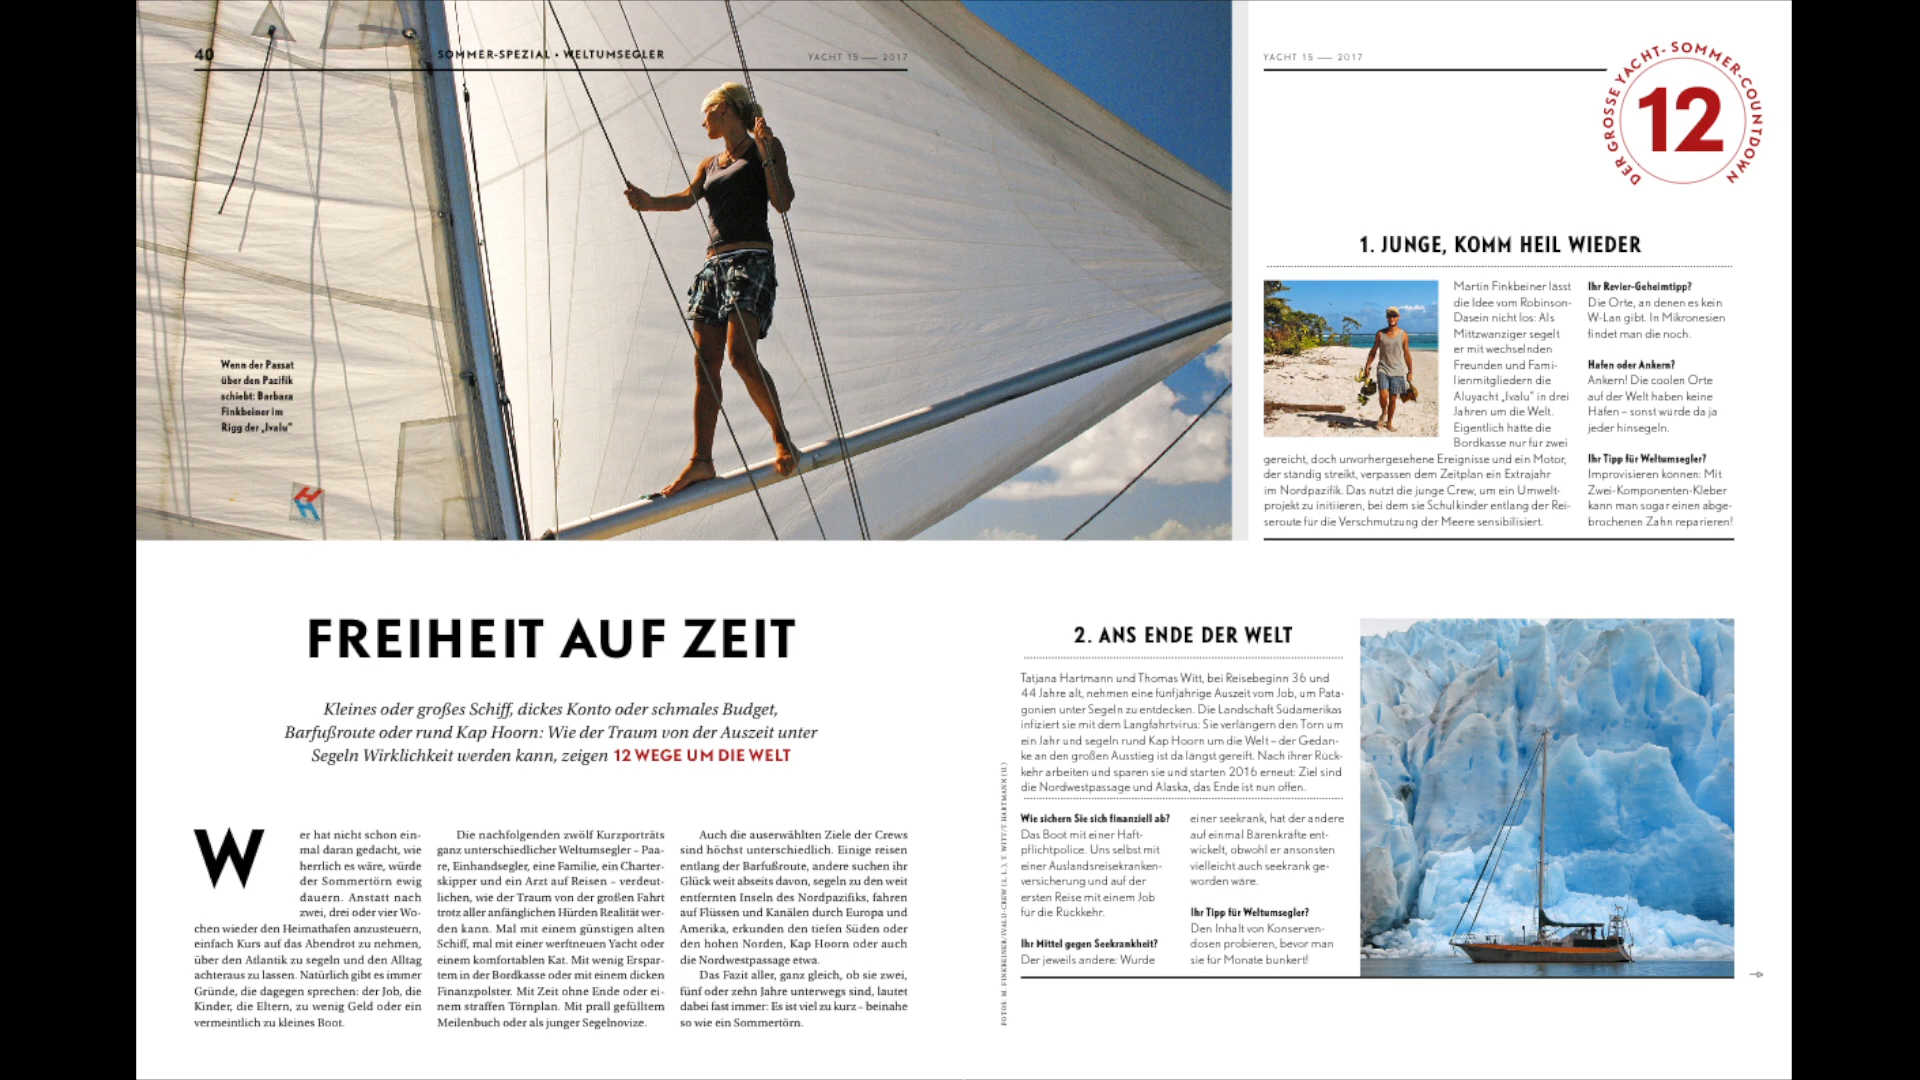 40
SOMMER-SPEZIAL • WELTUMSEGLER
YACHT 15 — 2017
Wenn der Passat
über den Pazifik
schiebt: Barbara
Finkbeiner im
Rigg der „Ivalu“
FREIHEIT AUF ZEIT
Kleines oder großes Schiff, dickes Konto oder schmales Budget,
Barfußroute oder rund Kap Hoorn: Wie der Traum von der Auszeit unter
Segeln Wirklichkeit werden kann, zeigen 12 WEGE UM DIE WELT
W
er hat nicht schon ein-
mal daran gedacht, wie
herrlich es wäre, würde
der Sommertörn ewig
dauern. Anstatt nach
zwei, drei oder vier Wo-
chen wieder den Heimathafen anzusteuern,
einfach Kurs auf das Abendrot zu nehmen,
über den Atlantik zu segeln und den Alltag
achteraus zu lassen. Natürlich gibt es immer
Gründe, die dagegen sprechen: der Job, die
Kinder, die Eltern, zu wenig Geld oder ein
vermeintlich zu kleines Boot.
Die nachfolgenden zwölf Kurzporträts
ganz unterschiedlicher Weltumsegler – Paa-
re, Einhandsegler, eine Familie, ein Charter-
skipper und ein Arzt auf Reisen – verdeut-
lichen, wie der Traum von der großen Fahrt
trotz aller anfänglichen Hürden Realität wer-
den kann. Mal mit einem günstigen alten
Schiff, mal mit einer werftneuen Yacht oder
einem komfortablen Kat. Mit wenig Erspar-
tem in der Bordkasse oder mit einem dicken
Finanzpolster. Mit Zeit ohne Ende oder ei-
nem straffen Törnplan. Mit prall gefülltem
Meilenbuch oder als junger Segelnovize.
Auch die auserwählten Ziele der Crews
sind höchst unterschiedlich. Einige reisen
entlang der Barfußroute, andere suchen ihr
Glück weit abseits davon, segeln zu den weit
entfernten Inseln des Nordpazifiks, fahren
auf Flüssen und Kanälen durch Europa und
Amerika, erkunden den tiefen Süden oder
den hohen Norden, Kap Hoorn oder auch
die Nordwestpassage etwa.
Das Fazit aller, ganz gleich, ob sie zwei,
fünf oder zehn Jahre unterwegs sind, lautet
dabei fast immer: Es ist viel zu kurz – beinahe
so wie ein Sommertörn.
YACHT 15 — 2017
DER GROSSE YACHT-SOMMER-COUNTDOWN
12
1. JUNGE, KOMM HEIL WIEDER
Martin Finkbeiner lässt
die Idee vom Robinson-
Dasein nicht los: Als
Mittzwanziger segelt
er mit wechselnden
Freunden und Fami-
lienmitgliedern die
Aluyacht „Ivalu“ in drei
Jahren um die Welt.
Eigentlich hätte die
Bordkasse nur für zwei
gereicht, doch unvorhergesehene Ereignisse und ein Motor,
der ständig streikt, verpassen dem Zeitplan ein Extrajahr
im Nordpazifik. Das nutzt die junge Crew, um ein Umwelt-
projekt zu initiieren, bei dem sie Schulkinder entlang der Rei-
seroute für die Verschmutzung der Meere sensibilisiert.
Ihr Revier-Geheimtipp?
Die Orte, an denen es kein
W-Lan gibt. In Mikronesien
findet man die noch.
Hafen oder Ankern?
Ankern! Die coolen Orte
auf der Welt haben keine
Häfen – sonst würde da ja
jeder hinsegeln.
Ihr Tipp für Weltumsegler?
Improvisieren können: Mit
Zwei-Komponenten-Kleber
kann man sogar einen abge-
brochenen Zahn reparieren!
2. ANS ENDE DER WELT
Tatjana Hartmann und Thomas Witt, bei Reisebeginn 36 und
44 Jahre alt, nehmen eine fünfjährige Auszeit vom Job, um Pata-
gonien unter Segeln zu entdecken. Die Landschaft Südamerikas
infiziert sie mit dem Langfahrtvirus: Sie verlängern den Törn um
ein Jahr und segeln rund Kap Hoorn um die Welt – der Gedan-
ke an den großen Ausstieg ist da längst gereift. Nach ihrer Rück-
kehr arbeiten und sparen sie und starten 2016 erneut: Ziel sind
die Nordwestpassage und Alaska, das Ende ist nun offen.
Wie sichern Sie sich finanziell ab?
Das Boot mit einer Haft-
pflichtpolice. Uns selbst mit
einer Auslandsreisekranken-
versicherung und auf der
ersten Reise mit einem Job
für die Rückkehr.
Ihr Mittel gegen Seekrankheit?
Der jeweils andere: Wurde
einer seekrank, hat der andere
auf einmal Bärenkräfte ent-
wickelt, obwohl er ansonsten
vielleicht auch seekrank ge-
worden wäre.
Ihr Tipp für Weltumsegler?
Den Inhalt von Konserven-
dosen probieren, bevor man
sie für Monate bunkert!
FOTOS: M. FINKBEINER/IVALU-CREW (2, L.), T. WITT/T. HARTMANN (U.)